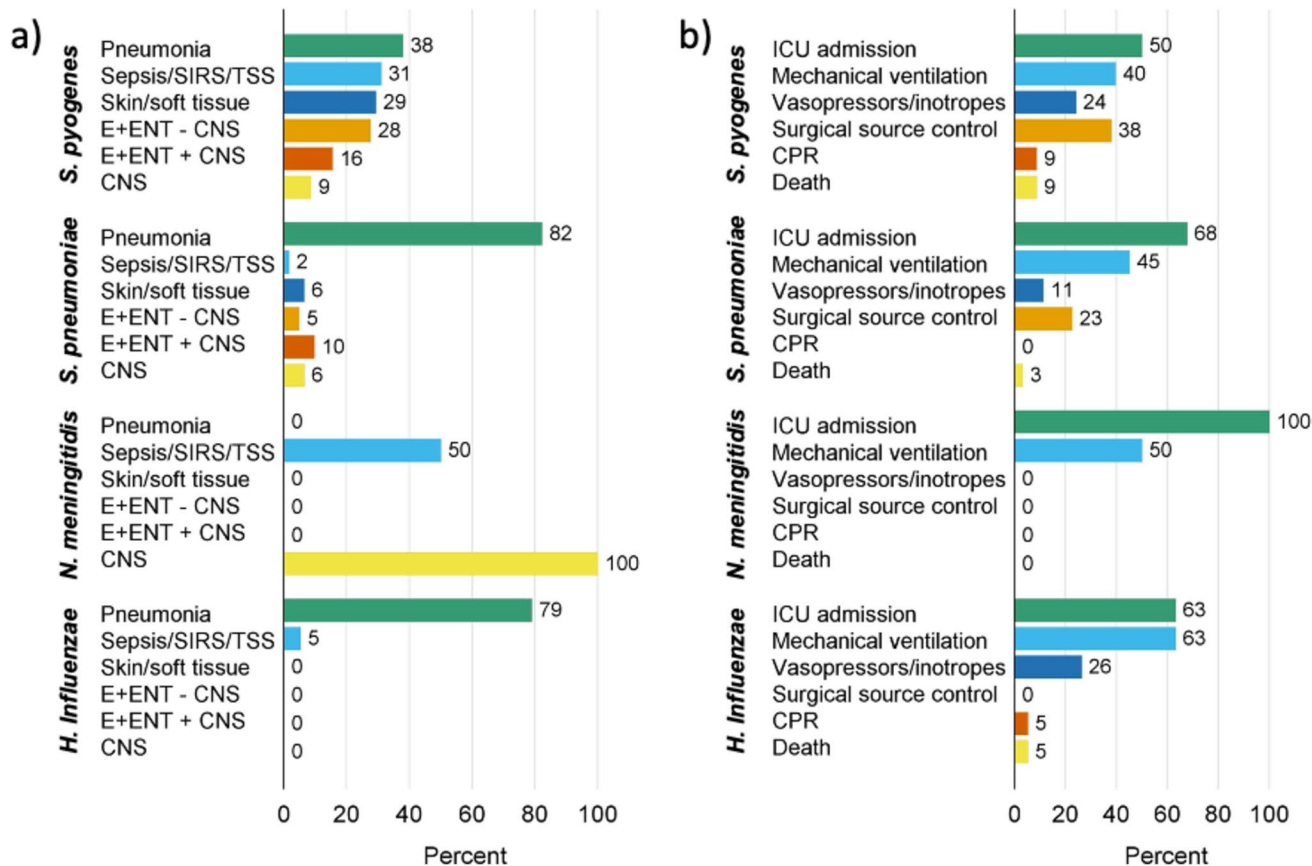 a)
S. pyogenes
Pneumonia 38
Sepsis/SIRS/TSS 31
Skin/soft tissue 29
E+ENT - CNS 28
E+ENT + CNS 16
CNS 9
S. pneumoniae
Pneumonia 82
Sepsis/SIRS/TSS 2
Skin/soft tissue 6
E+ENT - CNS 5
E+ENT + CNS 10
CNS 6
N. meningitidis
Pneumonia 0
Sepsis/SIRS/TSS 50
Skin/soft tissue 0
E+ENT - CNS 0
E+ENT + CNS 0
CNS 100
H. Influenzae
Pneumonia 79
Sepsis/SIRS/TSS 5
Skin/soft tissue 0
E+ENT - CNS 0
E+ENT + CNS 0
CNS 0
0 20 40 60 80 100
Percent
b)
S. pyogenes
ICU admission 50
Mechanical ventilation 40
Vasopressors/inotropes 24
Surgical source control 38
CPR 9
Death 9
S. pneumoniae
ICU admission 68
Mechanical ventilation 45
Vasopressors/inotropes 11
Surgical source control 23
CPR 0
Death 3
N. meningitidis
ICU admission 100
Mechanical ventilation 50
Vasopressors/inotropes 0
Surgical source control 0
CPR 0
Death 0
H. Influenzae
ICU admission 63
Mechanical ventilation 63
Vasopressors/inotropes 26
Surgical source control 0
CPR 5
Death 5
0 20 40 60 80 100
Percent